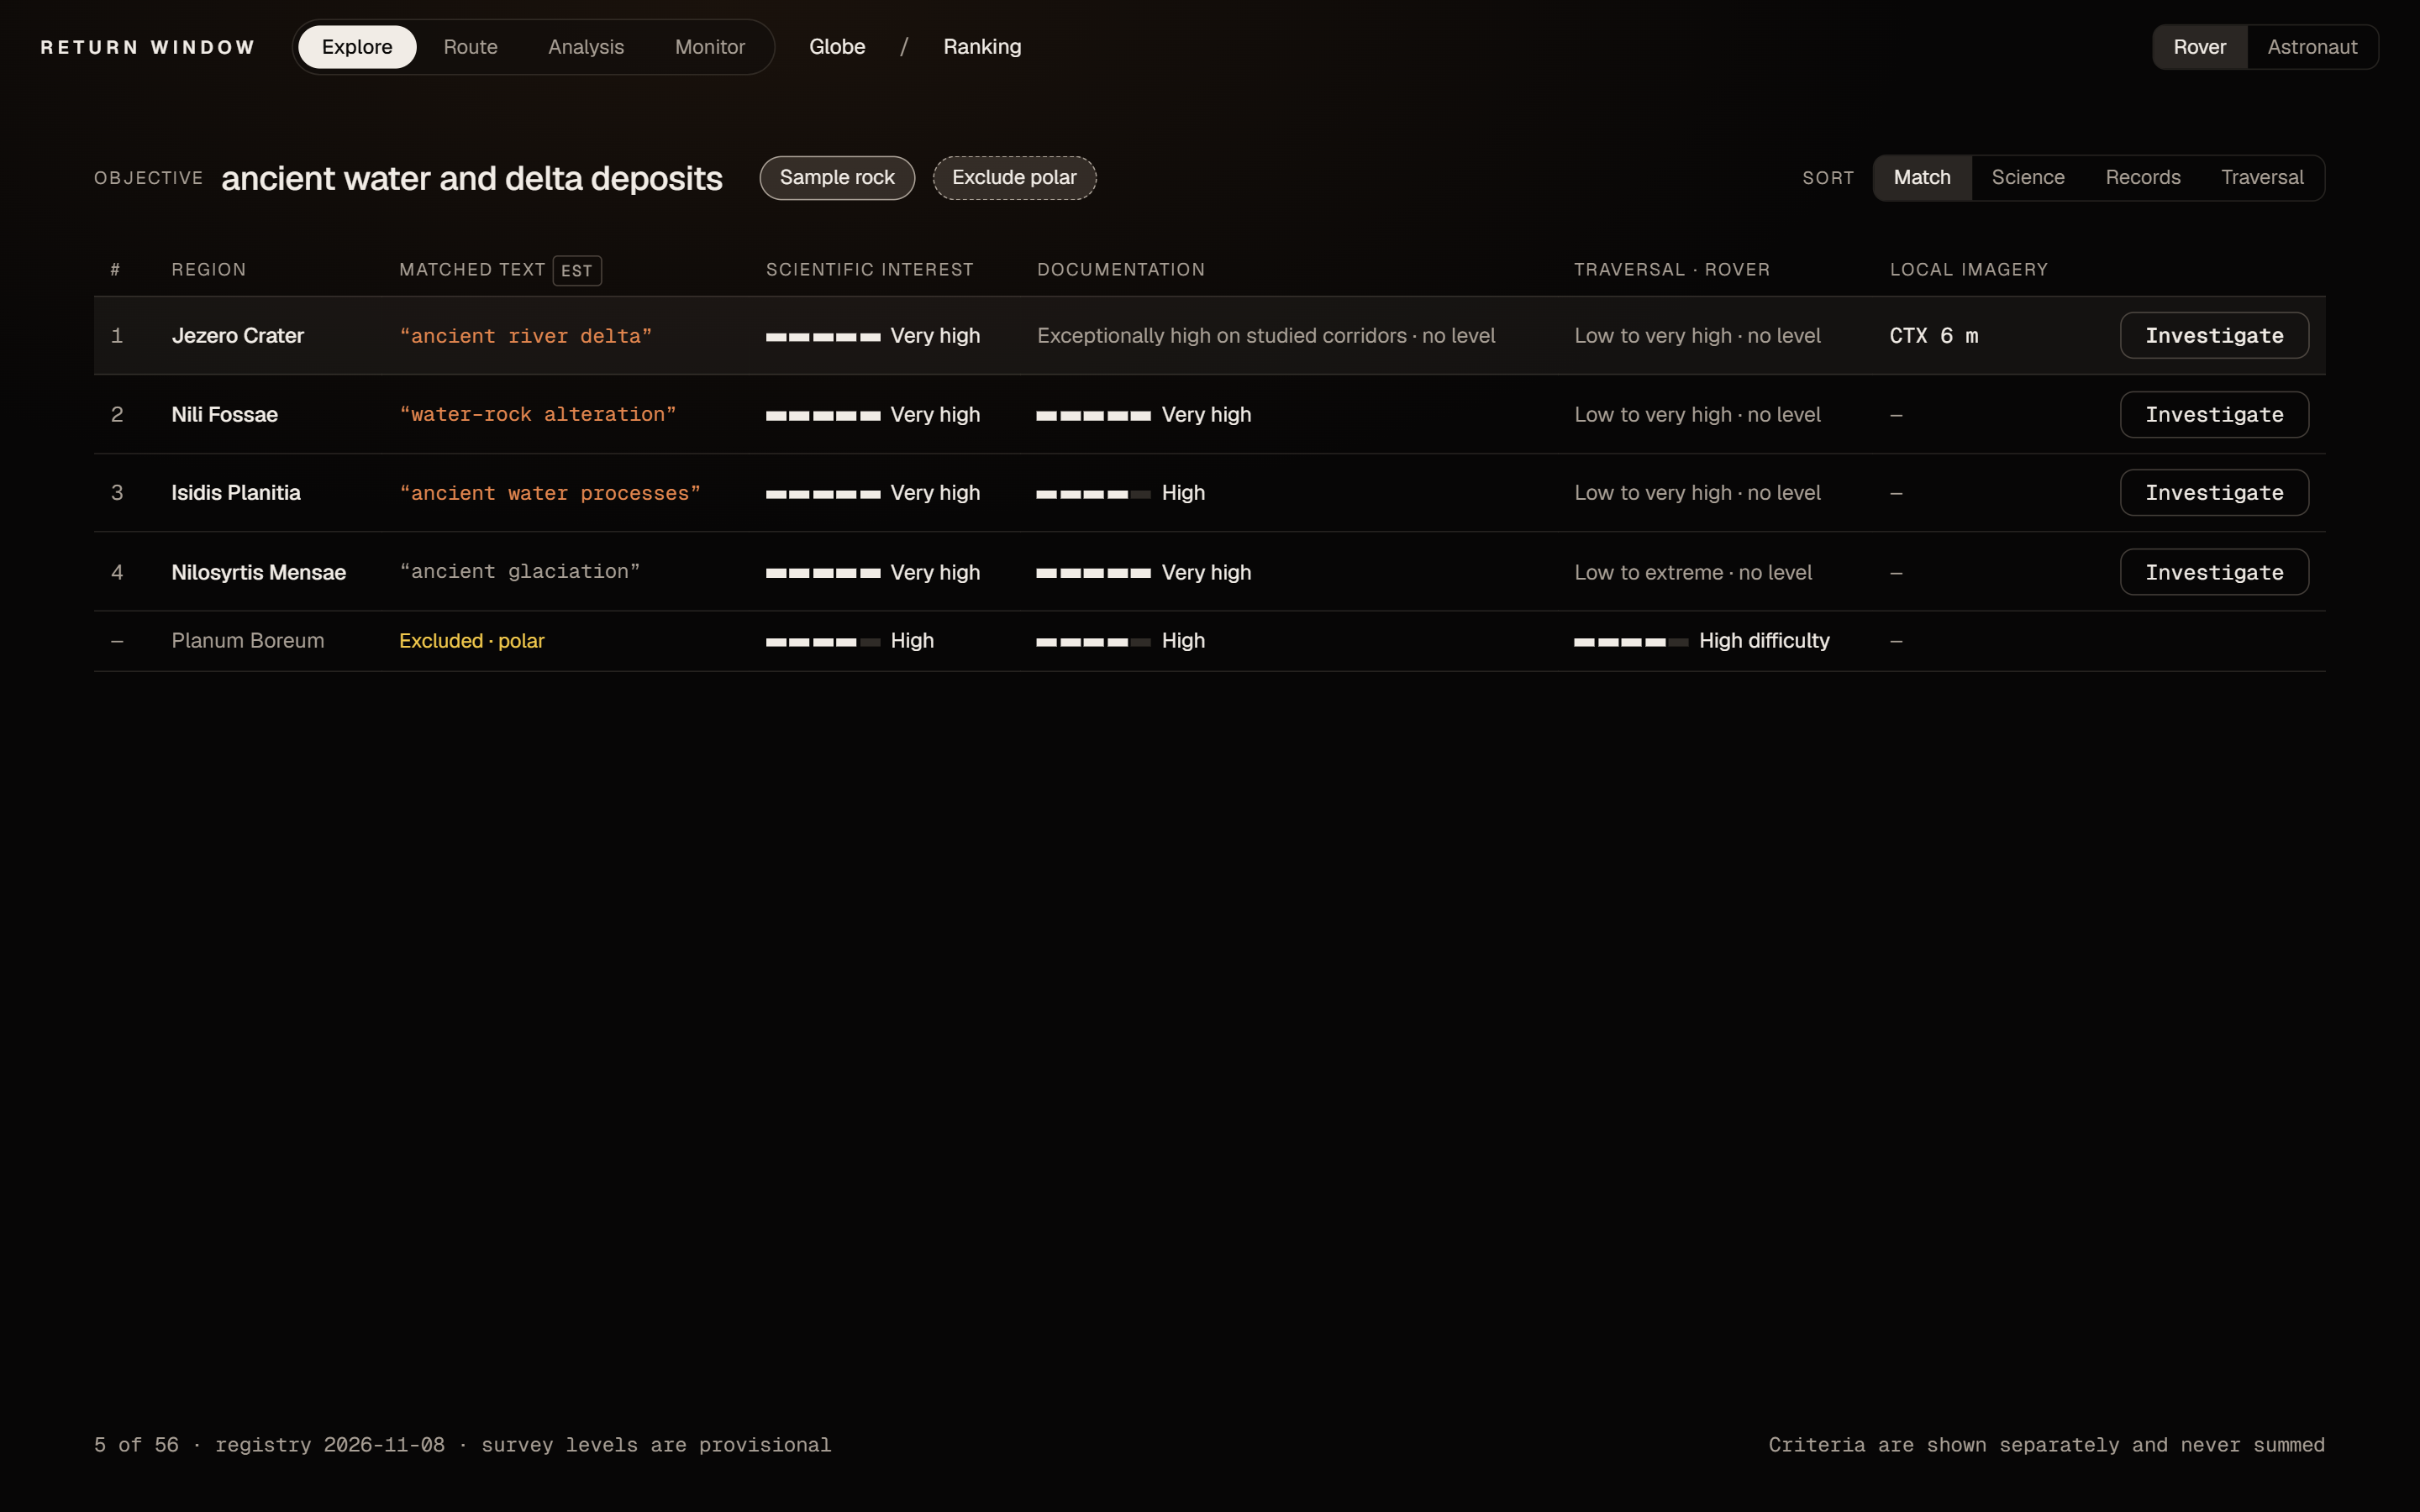 RETURN WINDOW Explore Route Analysis Monitor Globe / Ranking Rover Astronaut
OBJECTIVE ancient water and delta deposits Sample rock Exclude polar SORT Match Science Records Traversal
# REGION MATCHED TEXT EST SCIENTIFIC INTEREST DOCUMENTATION TRAVERSAL · ROVER LOCAL IMAGERY
1 Jezero Crater “ancient river delta” Very high Exceptionally high on studied corridors · no level Low to very high · no level CTX 6 m Investigate
2 Nili Fossae “water-rock alteration” Very high Very high Low to very high · no level – Investigate
3 Isidis Planitia “ancient water processes” Very high High Low to very high · no level – Investigate
4 Nilosyrtis Mensae “ancient glaciation” Very high Very high Low to extreme · no level – Investigate
– Planum Boreum Excluded · polar High High High difficulty –
5 of 56 · registry 2026-11-08 · survey levels are provisional Criteria are shown separately and never summed